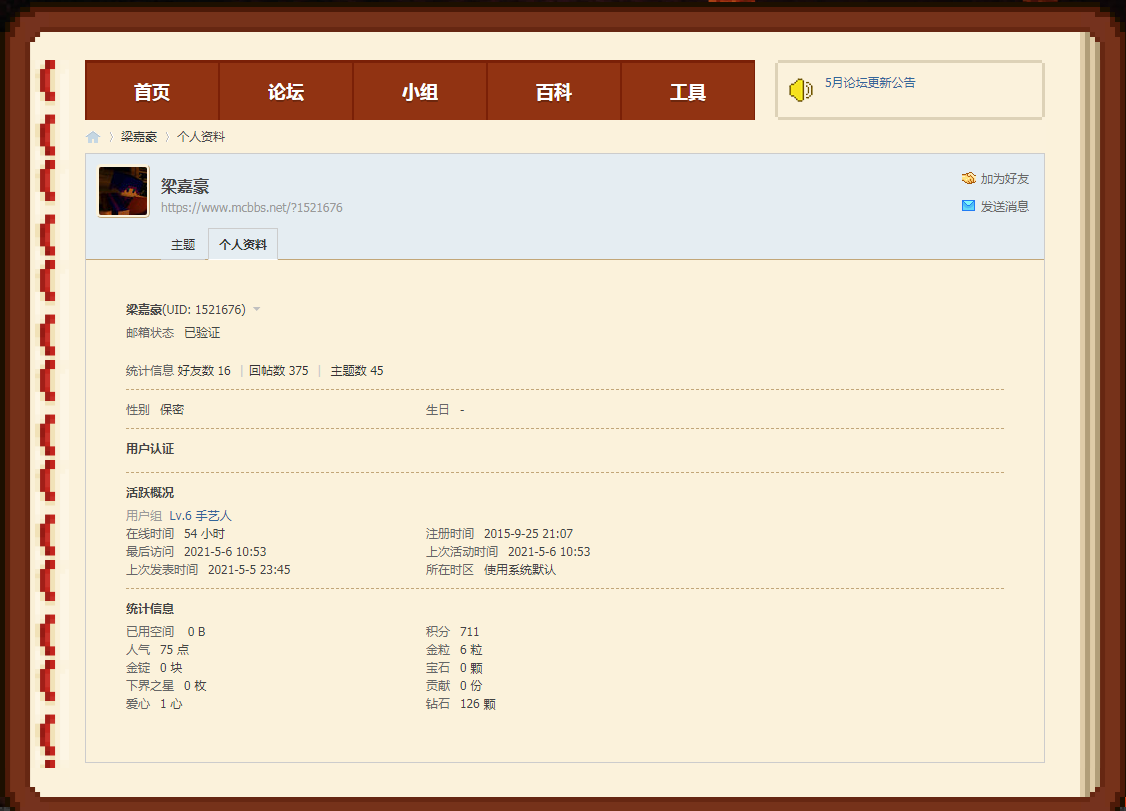 首页 论坛 小组 百科 工具
5月论坛更新公告
梁嘉豪 个人资料
梁嘉豪
https://www.mcbbs.net/?1521676
加为好友
发送消息
主题 个人资料
梁嘉豪(UID: 1521676)
邮箱状态 已验证
统计信息 好友数 16 | 回帖数 375 | 主题数 45
性别 保密 生日 -
用户认证
活跃概况
用户组 Lv.6 手艺人
在线时间 54 小时 注册时间 2015-9-25 21:07
最后访问 2021-5-6 10:53 上次活动时间 2021-5-6 10:53
上次发表时间 2021-5-5 23:45 所在时区 使用系统默认
统计信息
已用空间 0 B 积分 711
人气 75 点 金粒 6 粒
金锭 0 块 宝石 0 颗
下界之星 0 枚 贡献 0 份
爱心 1 心 钻石 126 颗